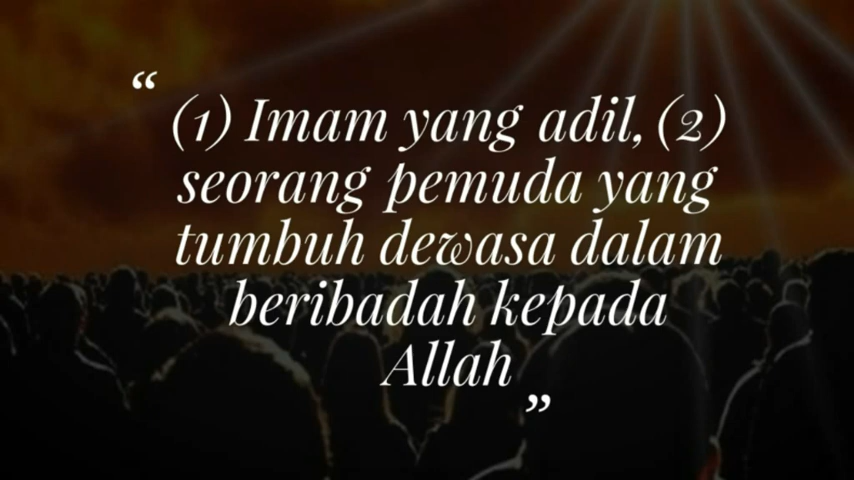 “
(1) Imam yang adil, (2)
seorang pemuda yang
tumbuh dewasa dalam
beribadah kepada
Allah
”